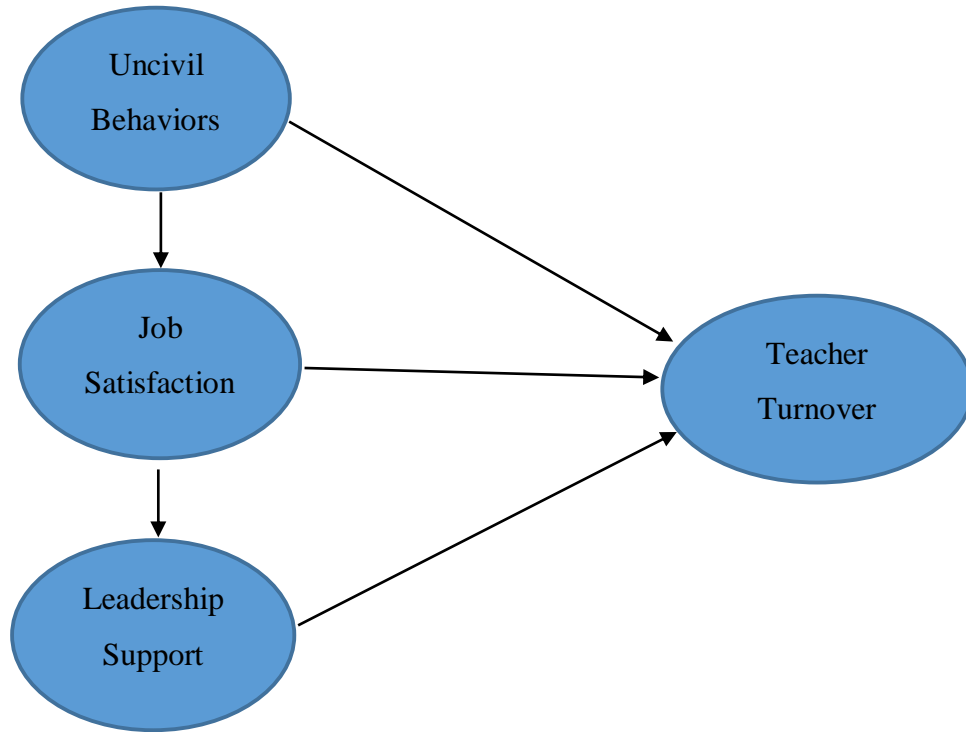 Uncivil
Behaviors
Job
Satisfaction
Teacher
Turnover
Leadership
Support